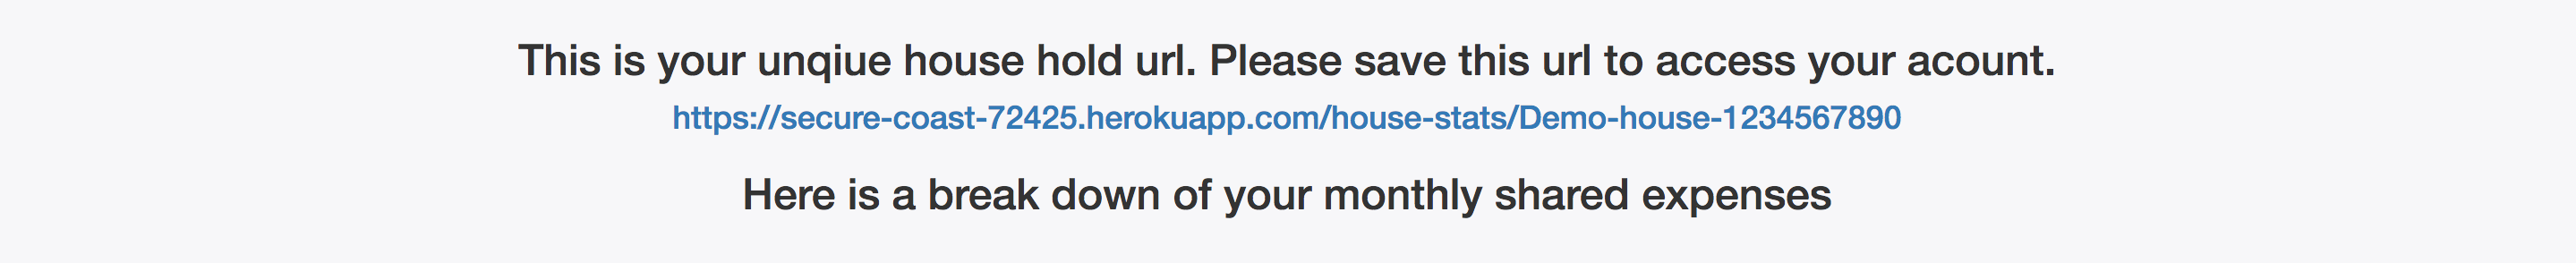 This is your unqiue house hold url. Please save this url to access your acount.
https://secure-coast-72425.herokuapp.com/house-stats/Demo-house-1234567890
Here is a break down of your monthly shared expenses